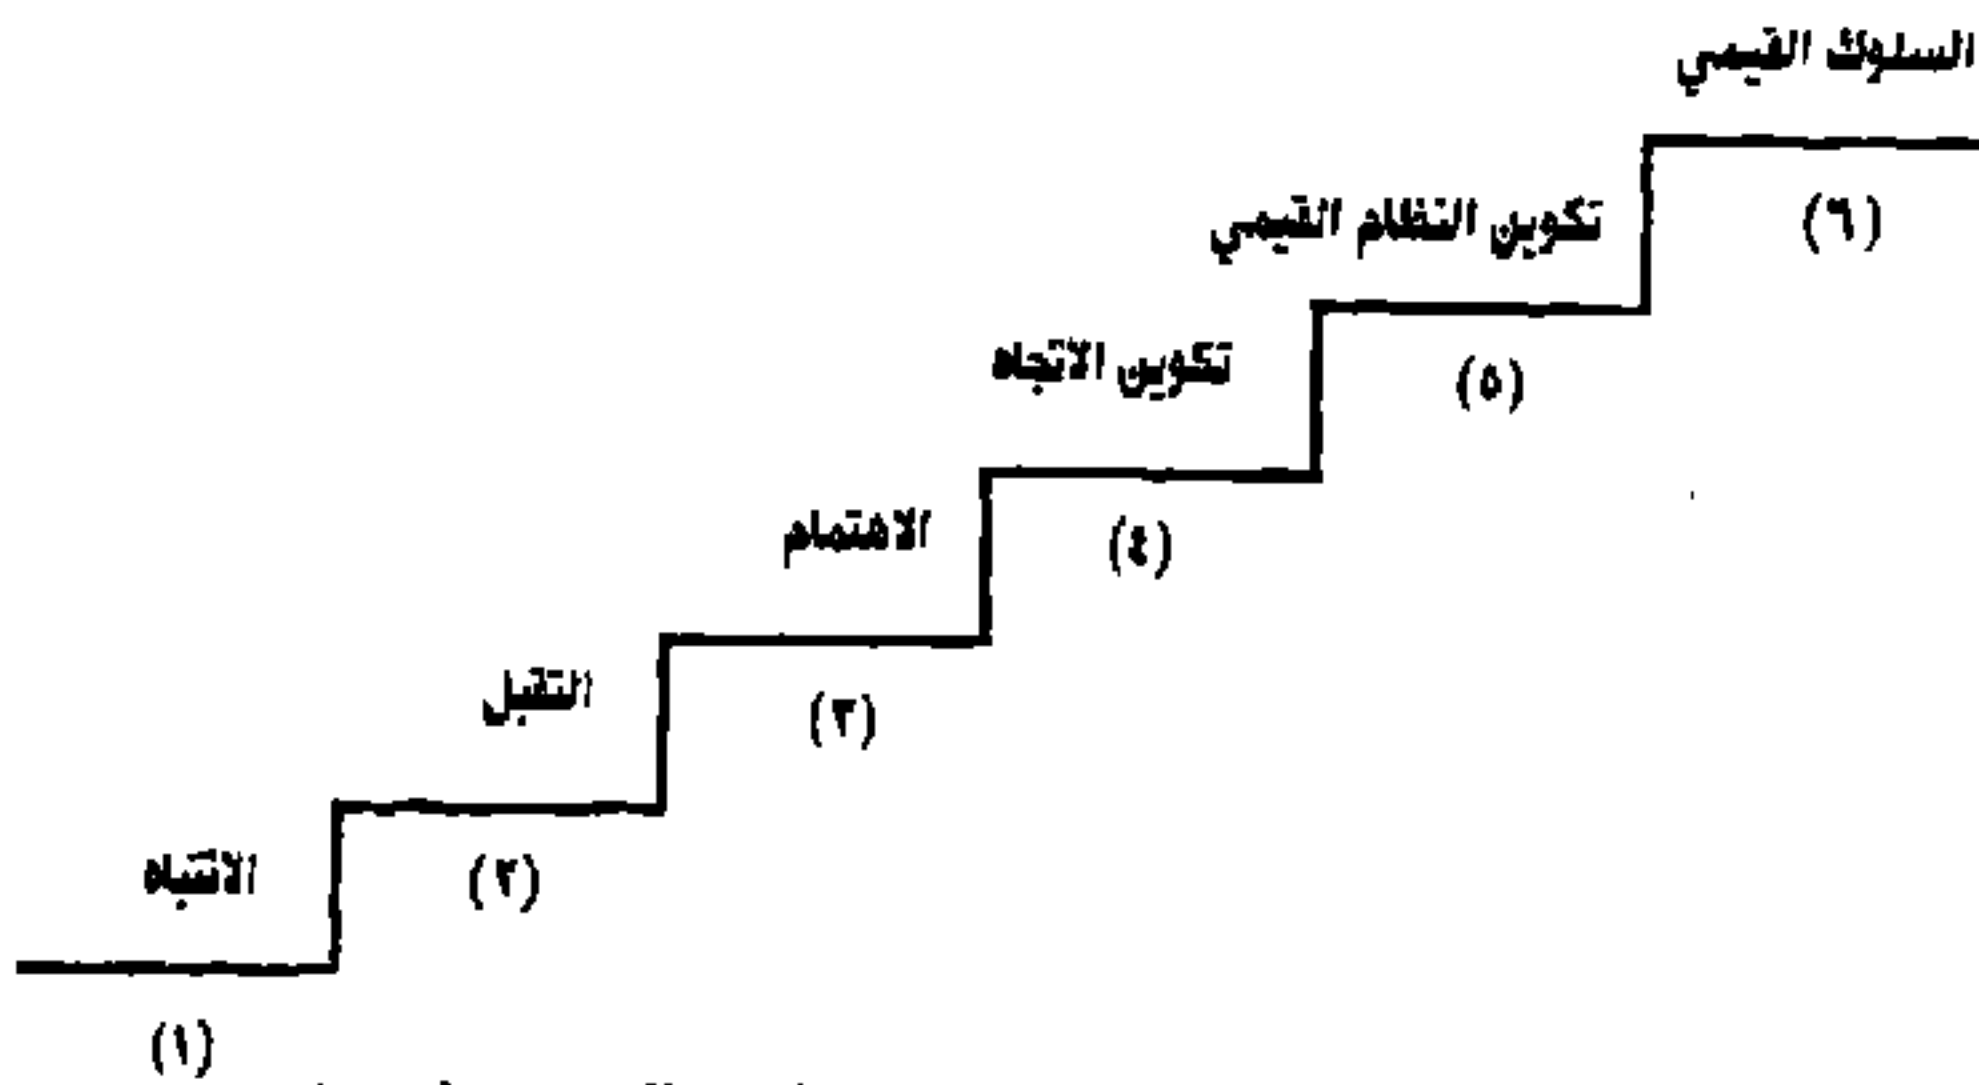 السلوك القيمي
(٦)
تكوين النظام القيمي
(٥)
تكوين الاتجاه
(٤)
الاهتمام
(٣)
التقبل
(٢)
الانتباه
(١)